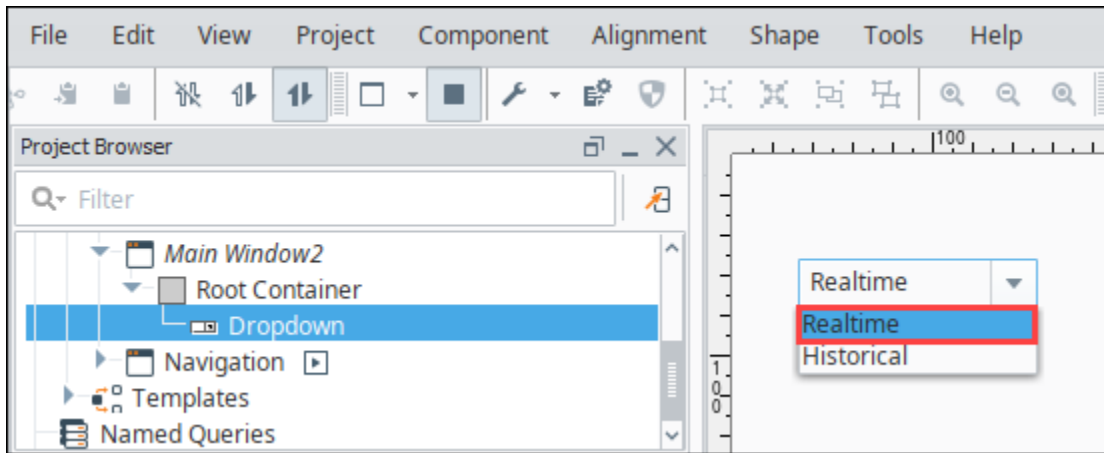 File Edit View Project Component Alignment Shape Tools Help
Project Browser
Filter
Main Window2
Root Container
Dropdown
Navigation
Templates
Named Queries
100
100
Realtime
Realtime
Historical